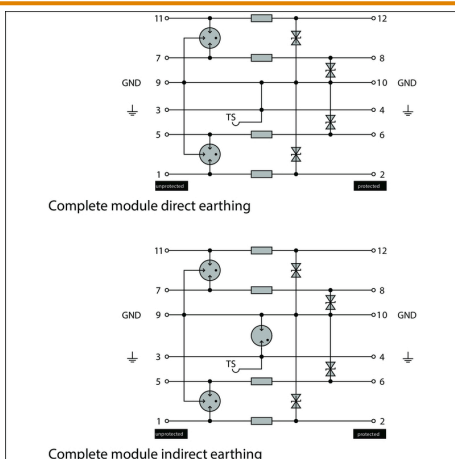 11 12
7 8
GND 9 10 GND
3 4
TS
5 6
1 2
unprotected protected
Complete module direct earthing
11 12
7 8
GND 9 10 GND
3 4
TS
5 6
1 2
unprotected protected
Complete module indirect earthing